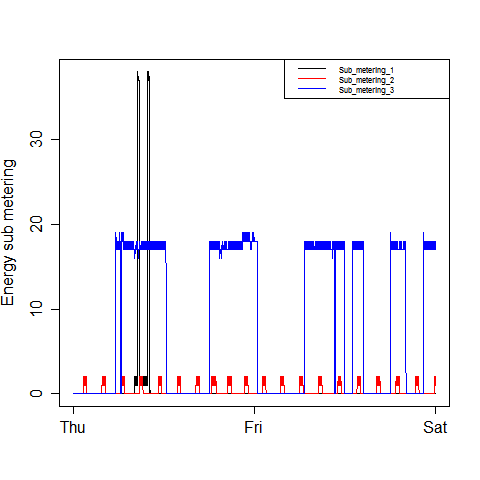 Sub_metering_1
Sub_metering_2
Sub_metering_3
Energy sub metering
30
20
10
0
Thu Fri Sat